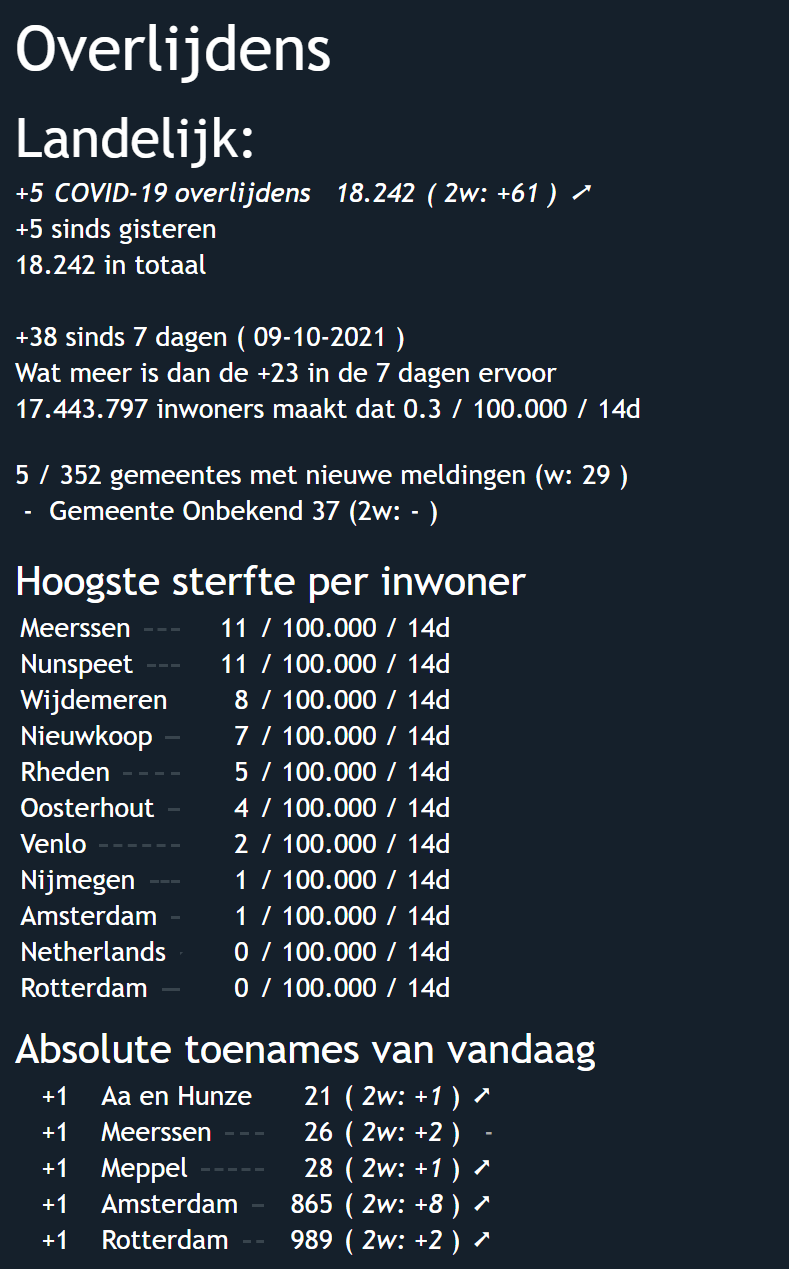 Overlijdens
Landelijk:
+5 COVID-19 overlijdens 18.242 ( 2w: +61 ) ➚
+5 sinds gisteren
18.242 in totaal
+38 sinds 7 dagen ( 09-10-2021 )
Wat meer is dan de +23 in de 7 dagen ervoor
17.443.797 inwoners maakt dat 0.3 / 100.000 / 14d
5 / 352 gemeentes met nieuwe meldingen (w: 29 )
- Gemeente Onbekend 37 (2w: - )
Hoogste sterfte per inwoner
Meerssen --- 11 / 100.000 / 14d
Nunspeet --- 11 / 100.000 / 14d
Wijdemeren 8 / 100.000 / 14d
Nieuwkoop - 7 / 100.000 / 14d
Rheden ---- 5 / 100.000 / 14d
Oosterhout - 4 / 100.000 / 14d
Venlo ------ 2 / 100.000 / 14d
Nijmegen --- 1 / 100.000 / 14d
Amsterdam - 1 / 100.000 / 14d
Netherlands 0 / 100.000 / 14d
Rotterdam - 0 / 100.000 / 14d
Absolute toenames van vandaag
+1 Aa en Hunze 21 ( 2w: +1 ) ➚
+1 Meerssen --- 26 ( 2w: +2 ) -
+1 Meppel ----- 28 ( 2w: +1 ) ➚
+1 Amsterdam - 865 ( 2w: +8 ) ➚
+1 Rotterdam -- 989 ( 2w: +2 ) ➚